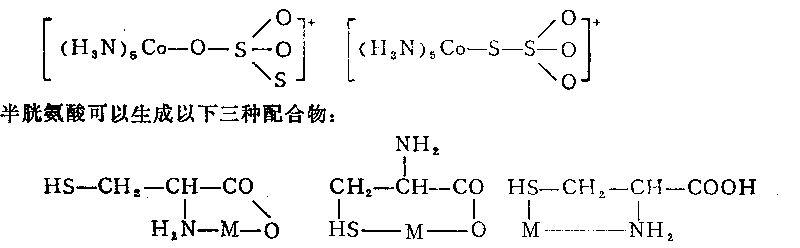 [(H₃N)₅Co—O—S—O O S]⁺ [(H₃N)₅Co—S—S—O O O]⁺
半胱氨酸可以生成以下三种配合物：
NH₂
HS—CH₂—CH—CO CH₂—CH—CO HS—CH₂—CH—COOH
H₂N—M—O HS—M—O M------NH₂